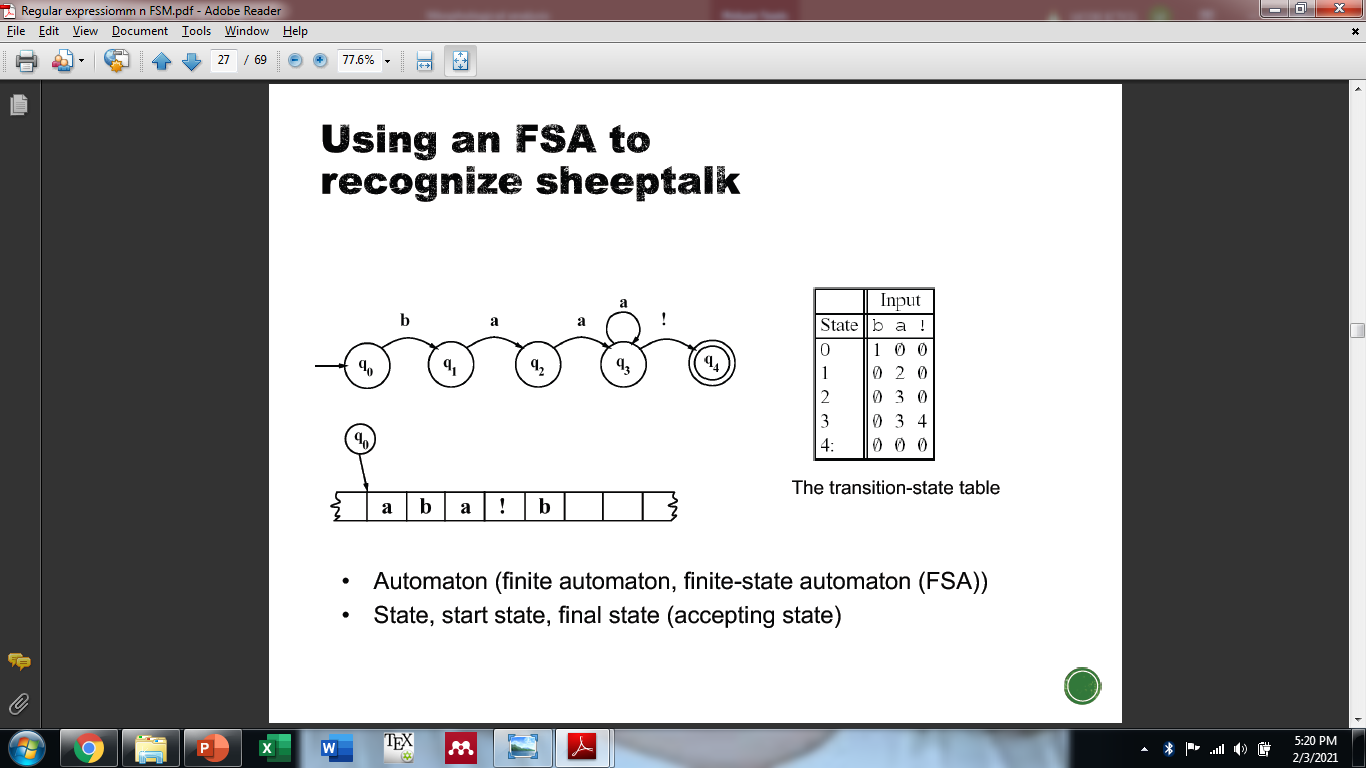 Regular expressiomm n FSM.pdf - Adobe Reader
File Edit View Document Tools Window Help
27 / 69 77.6%
Using an FSA to
recognize sheeptalk
b a a a !
q0 q1 q2 q3 q4
q0
a b a ! b
Input
State b a !
0 1 0 0
1 0 2 0
2 0 3 0
3 0 3 4
4: 0 0 0
The transition-state table
• Automaton (finite automaton, finite-state automaton (FSA))
• State, start state, final state (accepting state)
5:20 PM
2/3/2021